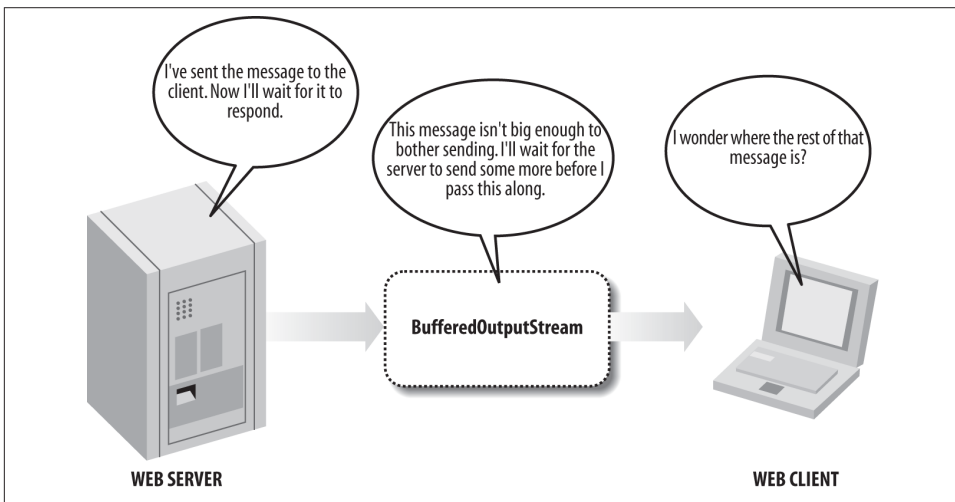 I've sent the message to the
client. Now I'll wait for it to
respond.
This message isn't big enough to
bother sending. I'll wait for the
server to send some more before I
pass this along.
I wonder where the rest of that
message is?
BufferedOutputStream
WEB SERVER
WEB CLIENT